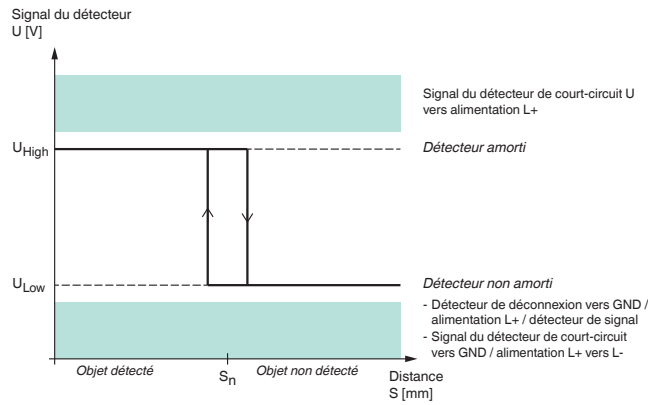 Signal du détecteur
U [V]
Signal du détecteur de court-circuit U
vers alimentation L+
UHigh
Détecteur amorti
ULow
Détecteur non amorti
- Détecteur de déconnexion vers GND /
alimentation L+ / détecteur de signal
- Signal du détecteur de court-circuit
vers GND / alimentation L+ vers L-
Objet détecté
Sn
Objet non détecté
Distance
S [mm]